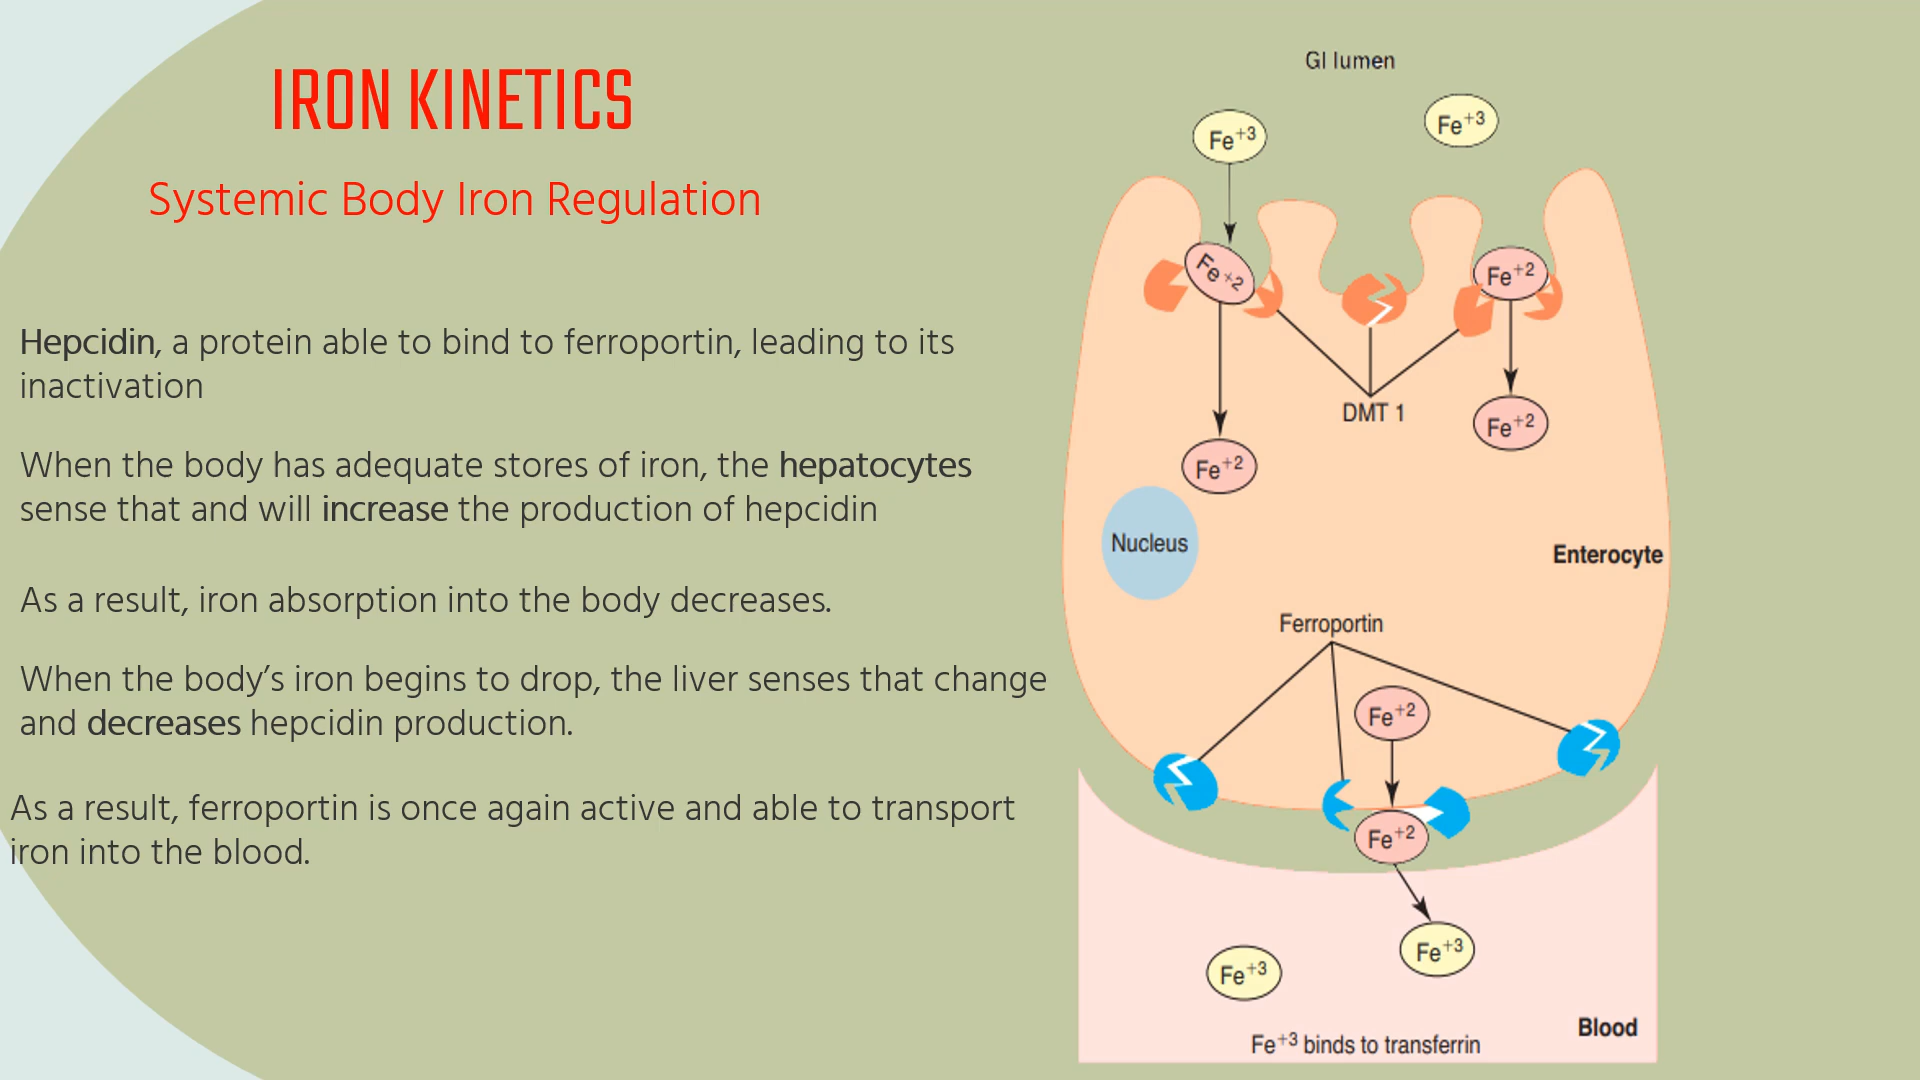 IRON KINETICS
Systemic Body Iron Regulation
Hepcidin, a protein able to bind to ferroportin, leading to its
inactivation
When the body has adequate stores of iron, the hepatocytes
sense that and will increase the production of hepcidin
As a result, iron absorption into the body decreases.
When the body’s iron begins to drop, the liver senses that change
and decreases hepcidin production.
As a result, ferroportin is once again active and able to transport
iron into the blood.
GI lumen
Fe+3
Fe+3
Fe+2
Fe+2
DMT 1
Fe+2
Fe+2
Nucleus
Enterocyte
Ferroportin
Fe+2
Fe+2
Fe+3
Fe+3
Blood
Fe+3 binds to transferrin